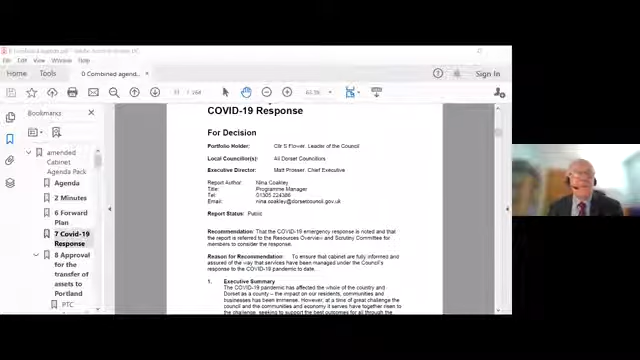 Home
Tools
0 Combined agend...
Sign In
Bookmarks
amended
Cabinet
Agenda Pack
Agenda
2 Minutes
6 Forward
Plan
7 Covid-19
Response
8 Approval
for the
transfer of
assets to
Portland
PTC
COVID-19 Response
For Decision
Portfolio Holder: Cllr S Flower, Leader of the Council
Local Councillor(s): All Dorset Councillors
Executive Director: Matt Prosser, Chief Executive
Report Author: Nina Coakley
Title: Programme Manager
Tel: 01305 224386
Email: nina.coakley@dorsetcouncil.gov.uk
Report Status: Public
Recommendation: That the COVID-19 emergency response is noted and that
the report is referred to the Resources Overview and Scrutiny Committee for
members to consider the response.
Reason for Recommendation: To ensure that cabinet are fully informed and
assured of the way that services have been managed under the Council's
response to the COVID-19 pandemic to date.
1. Executive Summary
The COVID-19 pandemic has affected the whole of the country and
Dorset as a county – the impact on our residents, communities and
businesses has been immense. However, at a time of great challenge the
council and the communities and economy it serves have together risen to
the challenge, seeking to support the best outcomes for all through the